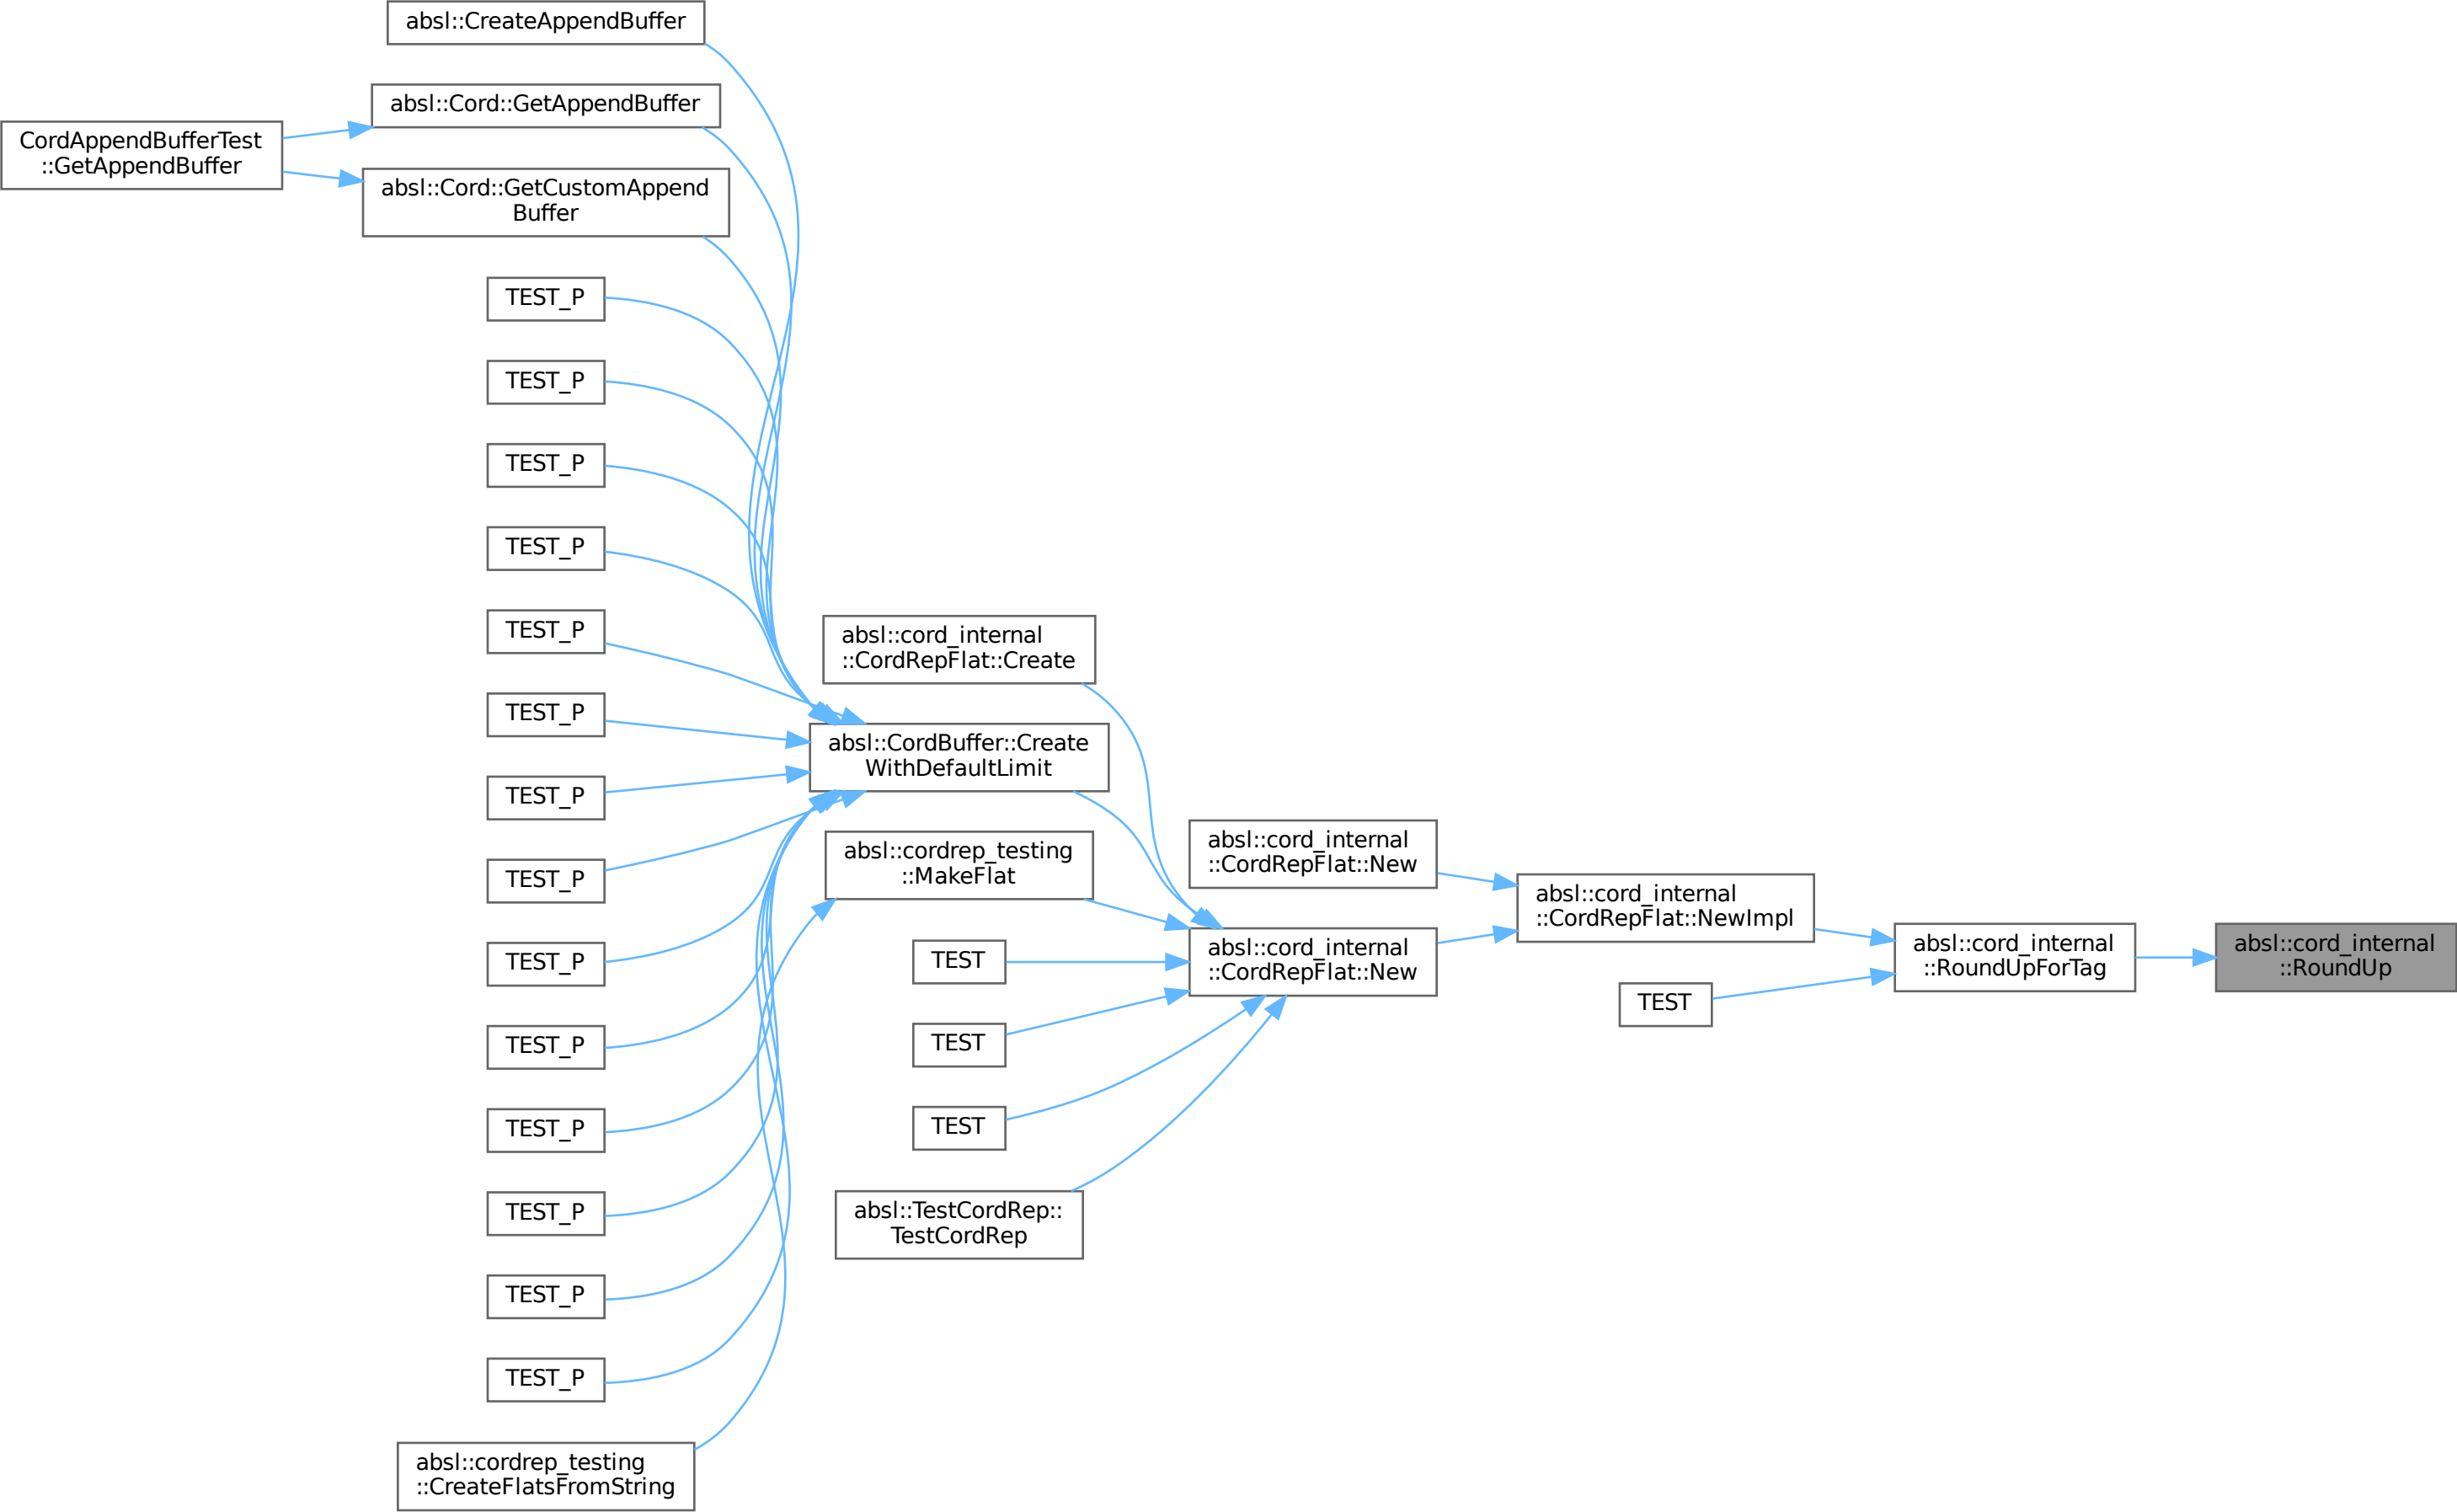 absl::CreateAppendBuffer
absl::Cord::GetAppendBuffer
CordAppendBufferTest
::GetAppendBuffer
absl::Cord::GetCustomAppend
Buffer
TEST_P
TEST_P
TEST_P
TEST_P
TEST_P
TEST_P
TEST_P
TEST_P
TEST_P
TEST_P
TEST_P
TEST_P
TEST_P
TEST_P
absl::cordrep_testing
::CreateFlatsFromString
absl::cord_internal
::CordRepFlat::Create
absl::CordBuffer::Create
WithDefaultLimit
absl::cordrep_testing
::MakeFlat
TEST
TEST
TEST
absl::TestCordRep::
TestCordRep
absl::cord_internal
::CordRepFlat::New
absl::cord_internal
::CordRepFlat::New
absl::cord_internal
::CordRepFlat::NewImpl
TEST
absl::cord_internal
::RoundUpForTag
absl::cord_internal
::RoundUp